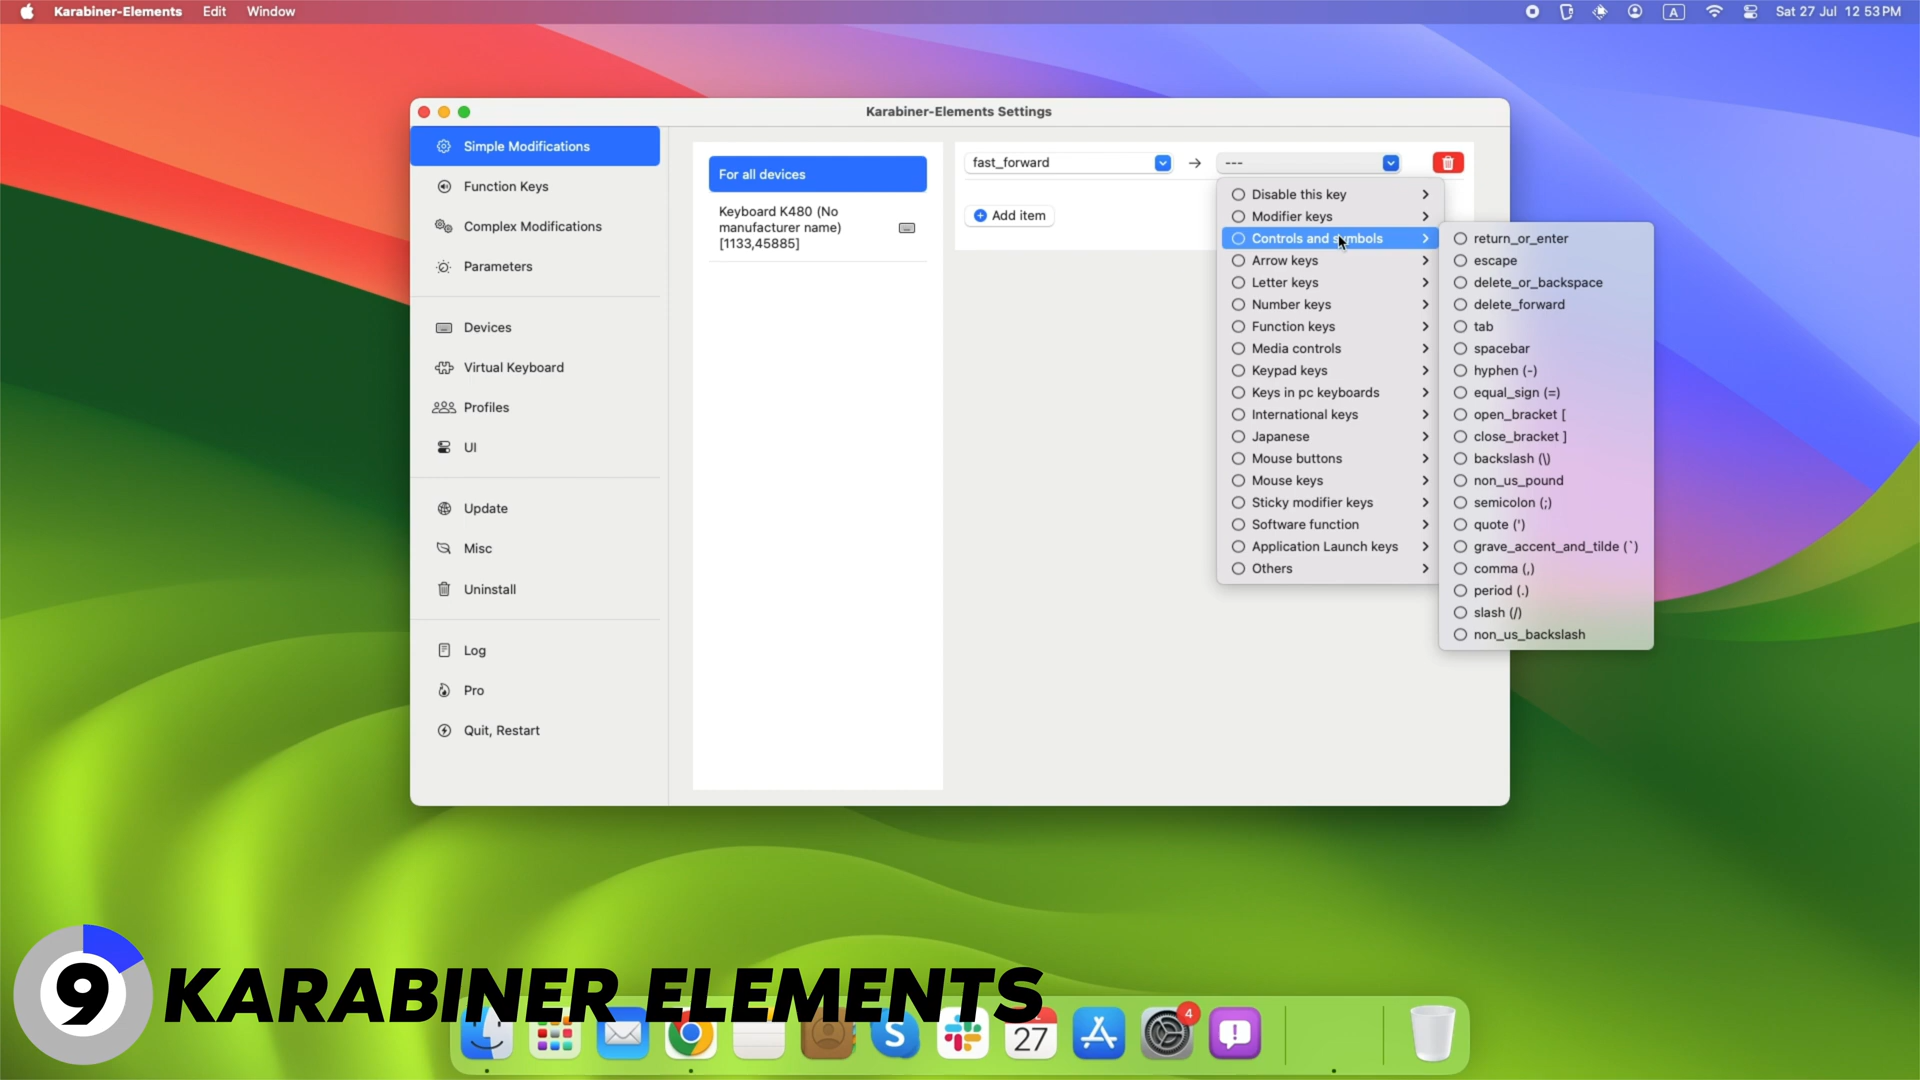 Karabiner-Elements Edit Window
A Sat 27 Jul 12 53 PM
Karabiner-Elements Settings
Simple Modifications
Function Keys
Complex Modifications
Parameters
Devices
Virtual Keyboard
Profiles
UI
Update
Misc
Uninstall
Log
Pro
Quit, Restart
For all devices
Keyboard K480 (No
manufacturer name)
[1133,45885]
fast_forward → ---
Add item
Disable this key
Modifier keys
Controls and symbols
Arrow keys
Letter keys
Number keys
Function keys
Media controls
Keypad keys
Keys in pc keyboards
International keys
Japanese
Mouse buttons
Mouse keys
Sticky modifier keys
Software function
Application Launch keys
Others
return_or_enter
escape
delete_or_backspace
delete_forward
tab
spacebar
hyphen (-)
equal_sign (=)
open_bracket [
close_bracket ]
backslash (\)
non_us_pound
semicolon (;)
quote (')
grave_accent_and_tilde (`)
comma (,)
period (.)
slash (/)
non_us_backslash
9 KARABINER ELEMENTS
S
27
4
!